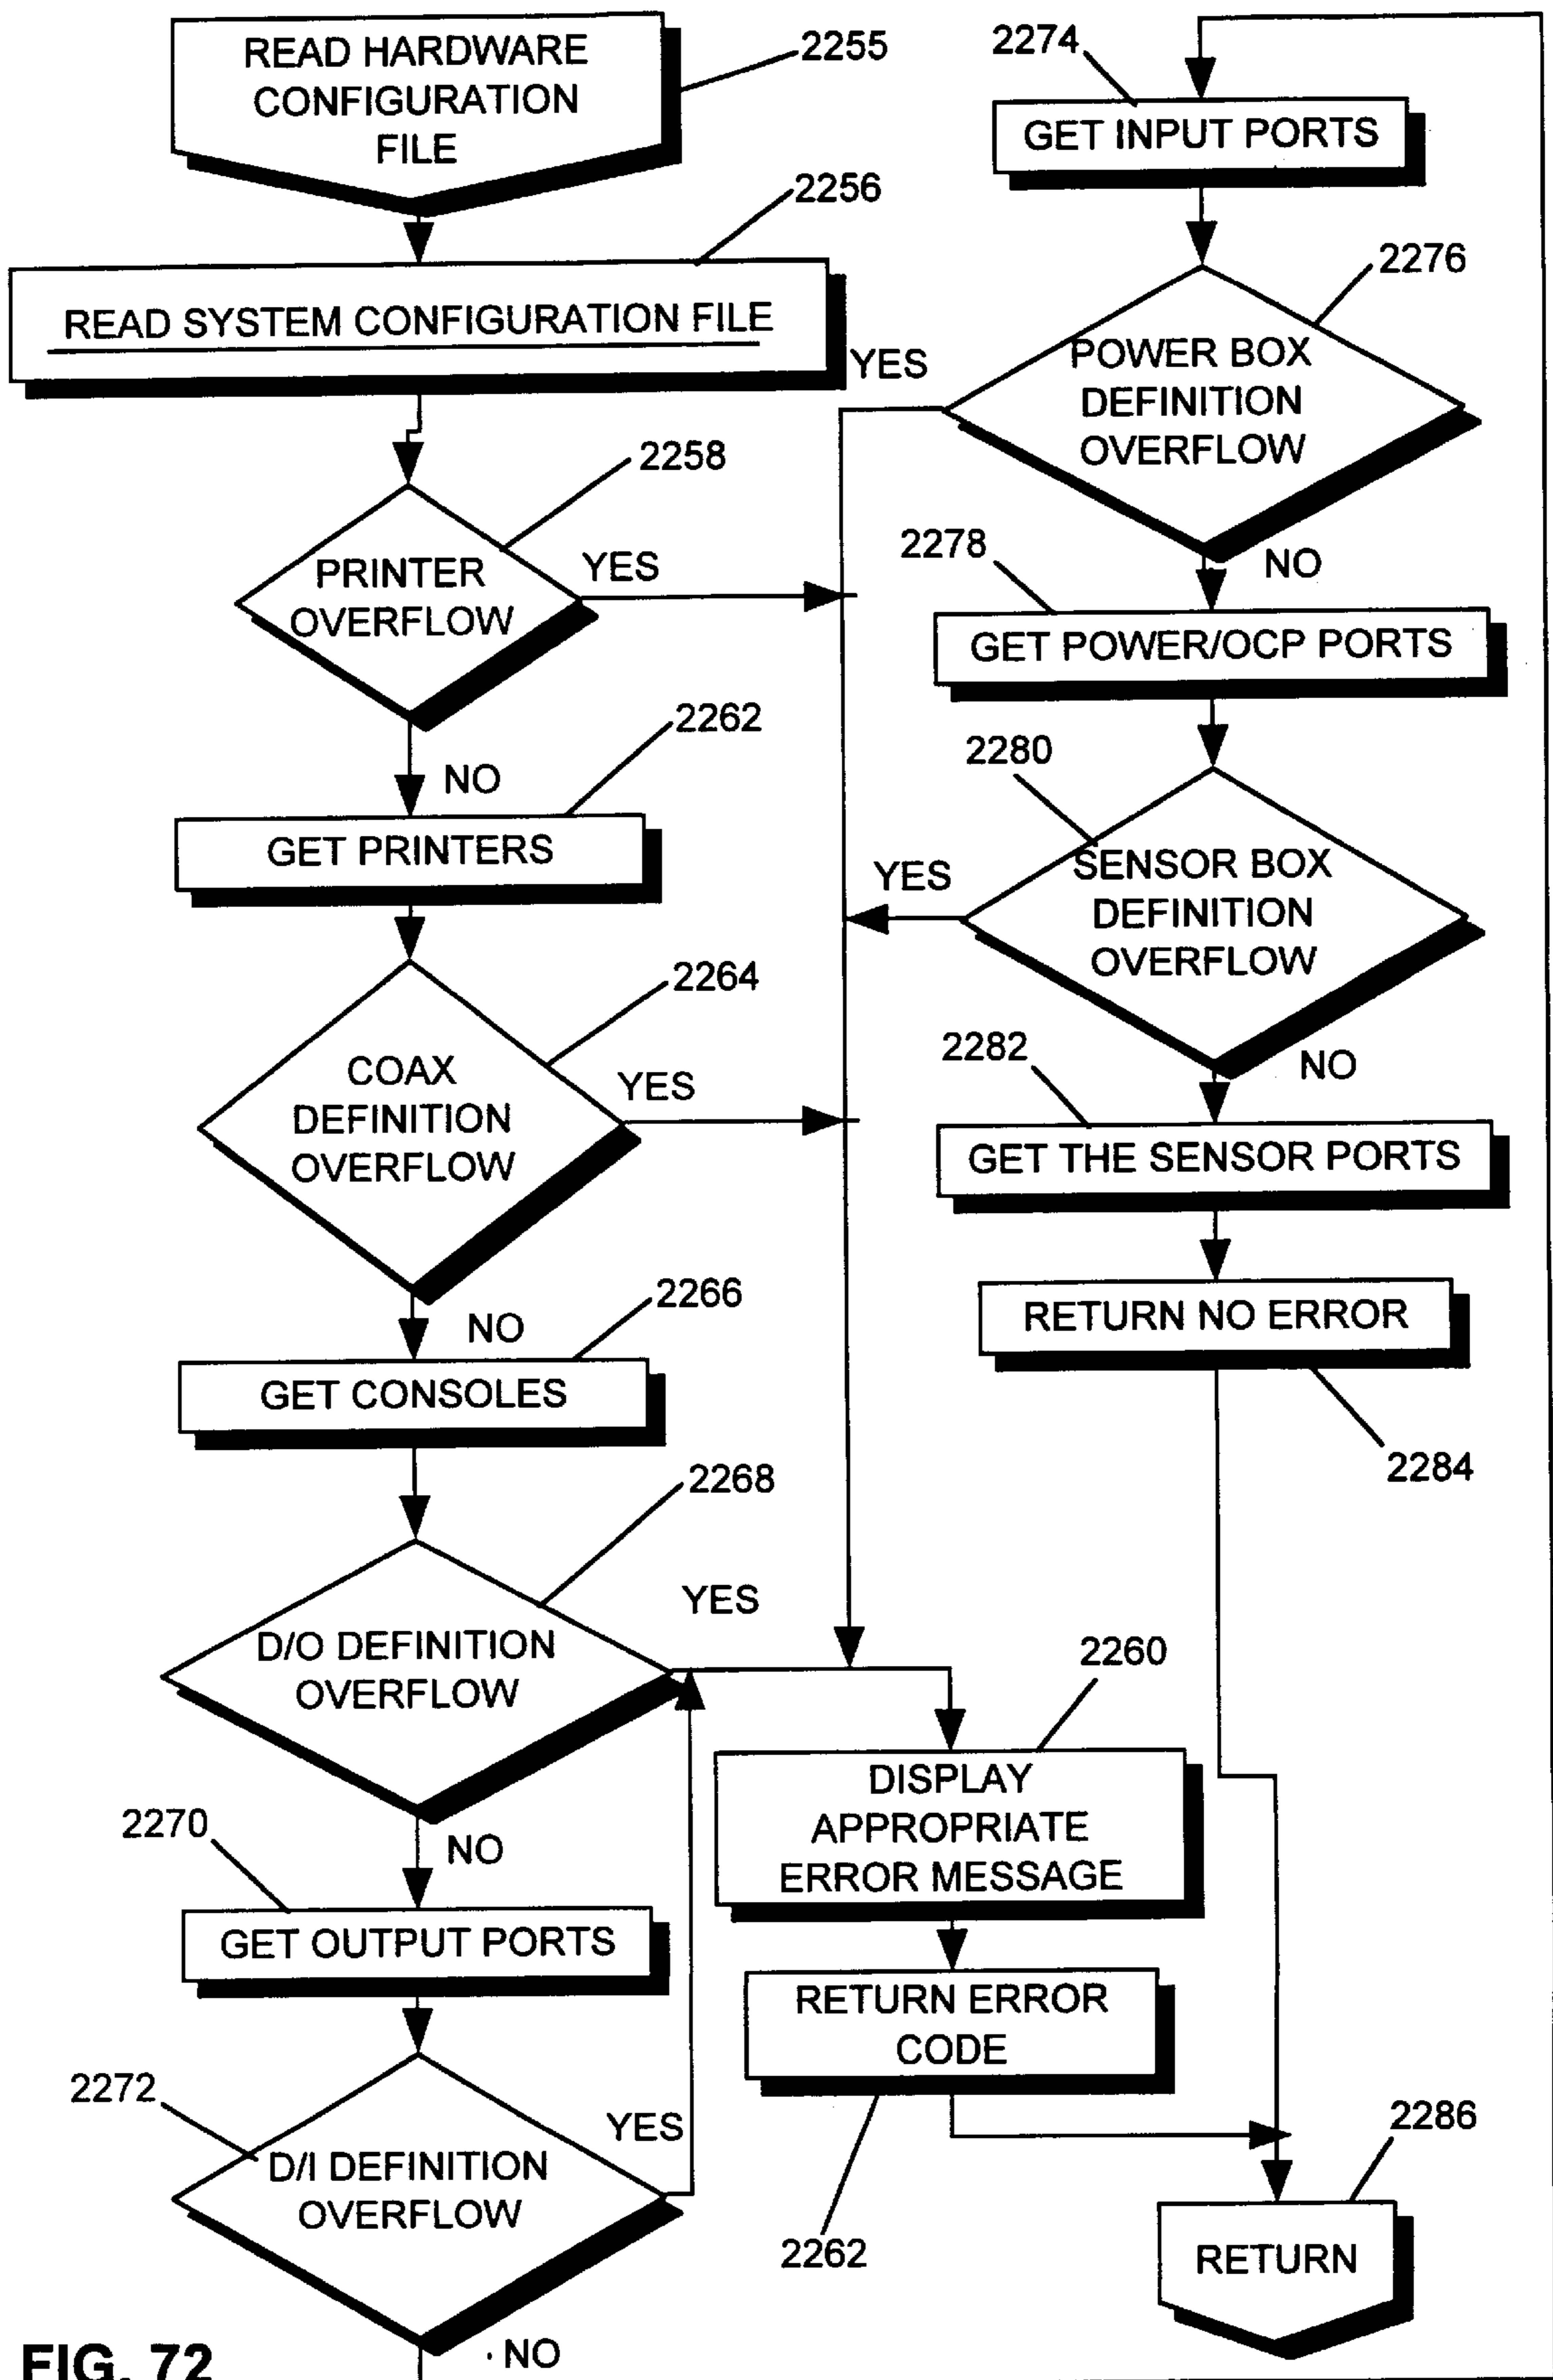 READ HARDWARE
CONFIGURATION
FILE
2255
2256
READ SYSTEM CONFIGURATION FILE
2258
PRINTER
OVERFLOW
YES
NO
2262
GET PRINTERS
2264
COAX
DEFINITION
OVERFLOW
YES
NO
2266
GET CONSOLES
2268
D/O DEFINITION
OVERFLOW
YES
NO
2270
GET OUTPUT PORTS
2272
D/I DEFINITION
OVERFLOW
YES
NO
2274
GET INPUT PORTS
2276
POWER BOX
DEFINITION
OVERFLOW
YES
NO
2278
GET POWER/OCP PORTS
2280
SENSOR BOX
DEFINITION
OVERFLOW
YES
NO
2282
GET THE SENSOR PORTS
RETURN NO ERROR
2284
2260
DISPLAY
APPROPRIATE
ERROR MESSAGE
RETURN ERROR
CODE
2262
2286
RETURN
FIG. 72